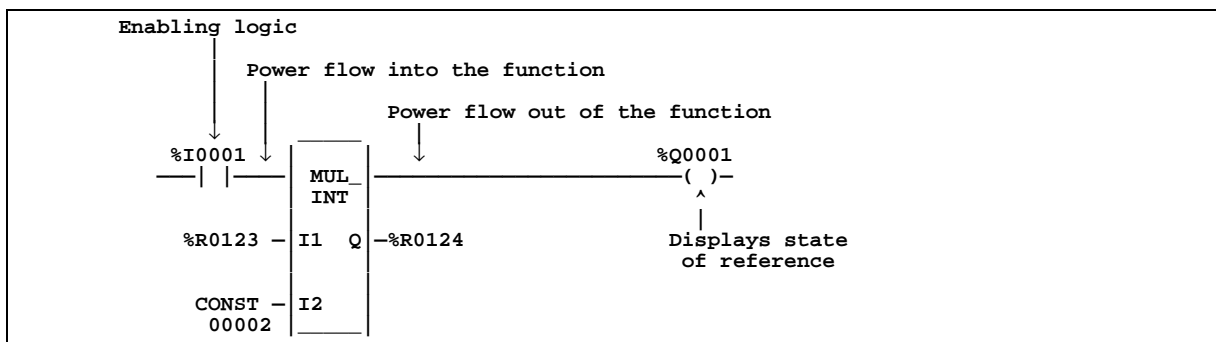 Enabling logic
Power flow into the function
Power flow out of the function
%I0001 %Q0001
MUL_
INT
%R0123 I1 Q %R0124
Displays state
of reference
CONST I2
00002